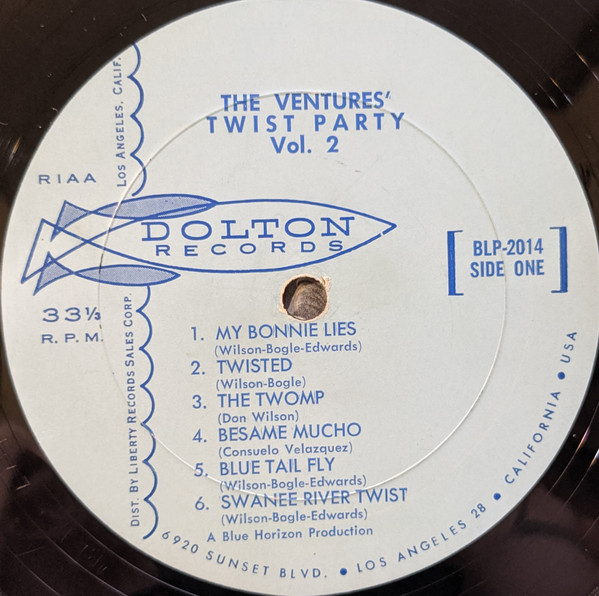 THE VENTURES'
TWIST PARTY
Vol. 2
LOS ANGELES, CALIF.
RIAA
DOLTON
RECORDS
BLP-2014
SIDE ONE
33⅓
R. P. M.
DIST. BY LIBERTY RECORDS SALES CORP.
1. MY BONNIE LIES
(Wilson-Bogle-Edwards)
2. TWISTED
(Wilson-Bogle)
3. THE TWOMP
(Don Wilson)
4. BESAME MUCHO
(Consuelo Velazquez)
5. BLUE TAIL FLY
(Wilson-Bogle-Edwards)
6. SWANEE RIVER TWIST
(Wilson-Bogle-Edwards)
A Blue Horizon Production
6920 SUNSET BLVD. • LOS ANGELES 28 • CALIFORNIA • USA